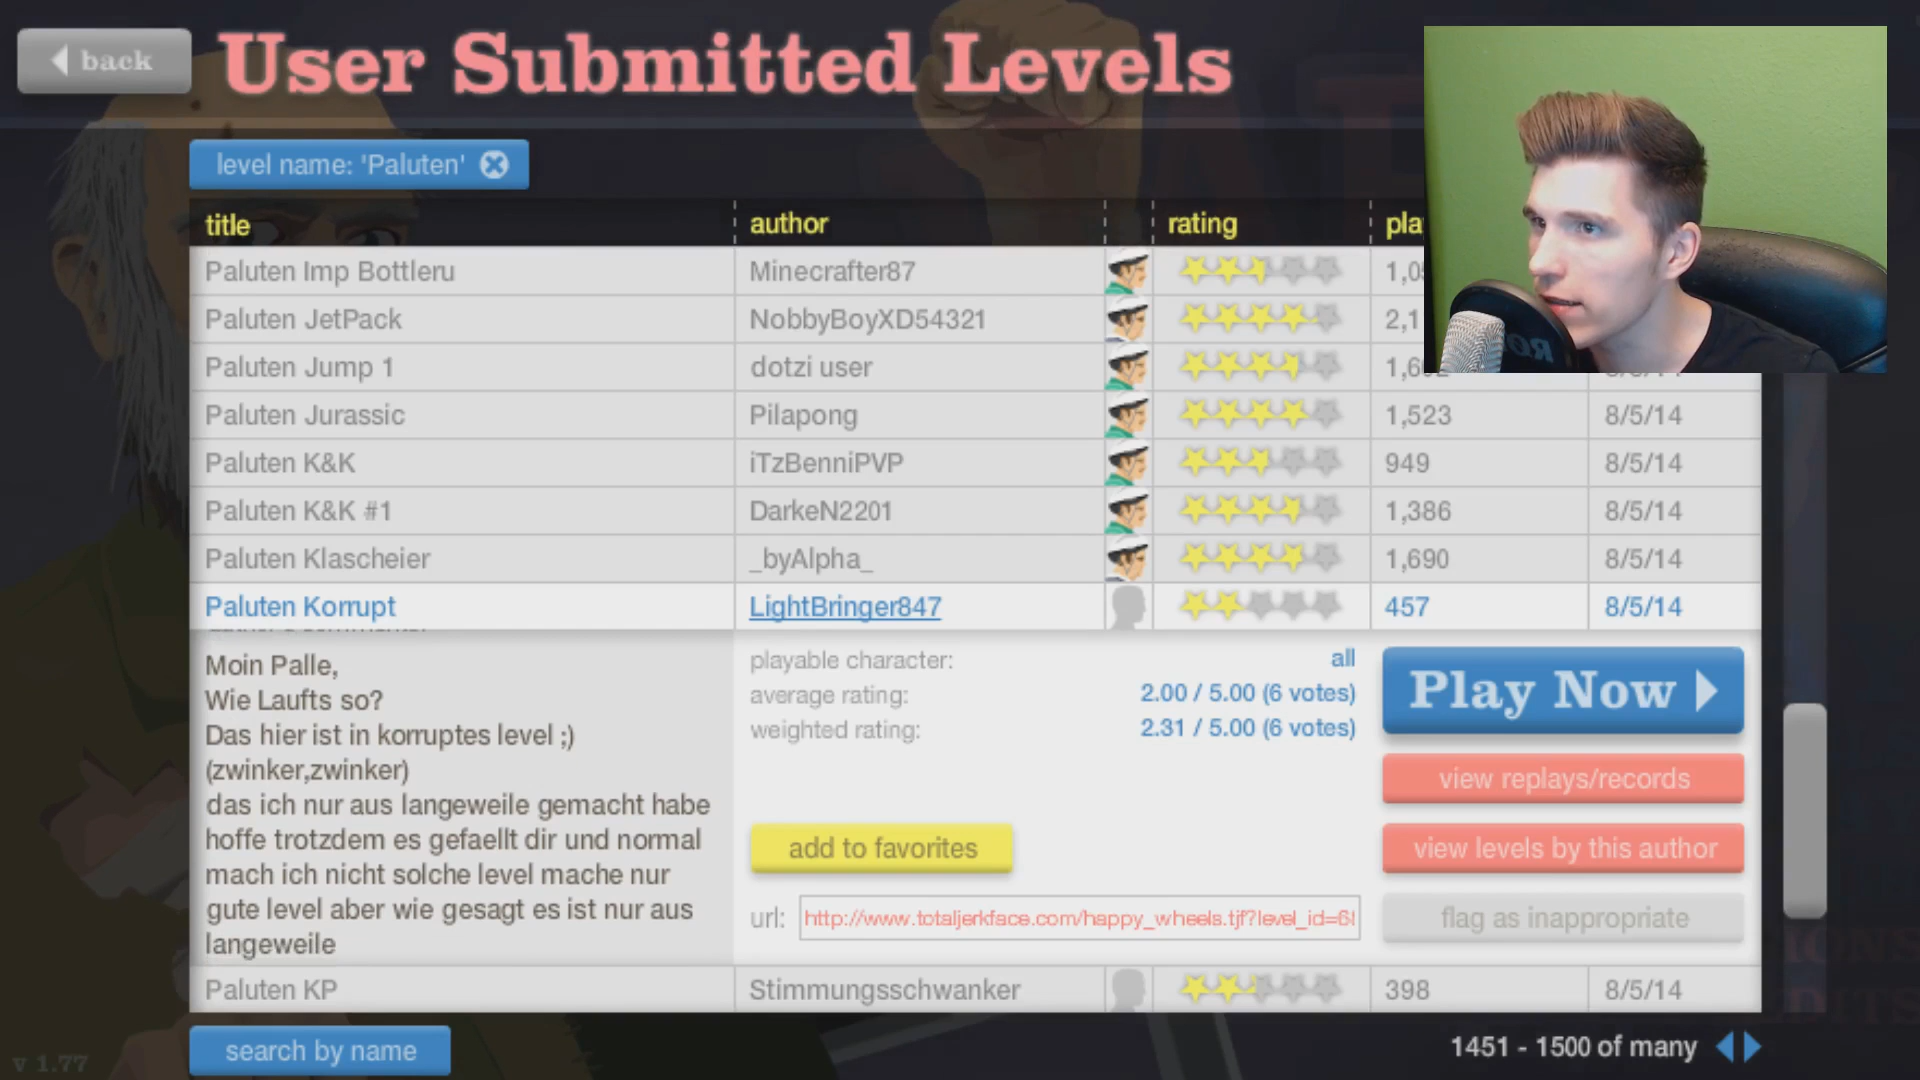 back
User Submitted Levels
level name: 'Paluten'
title author rating
Paluten Imp Bottleru Minecrafter87
Paluten JetPack NobbyBoyXD54321
Paluten Jump 1 dotzi user
Paluten Jurassic Pilapong 1,523 8/5/14
Paluten K&K iTzBenniPVP 949 8/5/14
Paluten K&K #1 DarkeN2201 1,386 8/5/14
Paluten Klascheier _byAlpha_ 1,690 8/5/14
Paluten Korrupt LightBringer847 457 8/5/14
Moin Palle,
Wie Laufts so?
Das hier ist in korruptes level ;)
(zwinker,zwinker)
das ich nur aus langeweile gemacht habe
hoffe trotzdem es gefaellt dir und normal
mach ich nicht solche level mache nur
gute level aber wie gesagt es ist nur aus
langeweile
playable character: all
average rating: 2.00 / 5.00 (6 votes)
weighted rating: 2.31 / 5.00 (6 votes)
add to favorites
url: http://www.totaljerkface.com/happy_wheels.tjf?level_id=6
Play Now
view replays/records
view levels by this author
flag as inappropriate
Paluten KP Stimmungsschwanker 398 8/5/14
search by name
1451 - 1500 of many
v 1.77